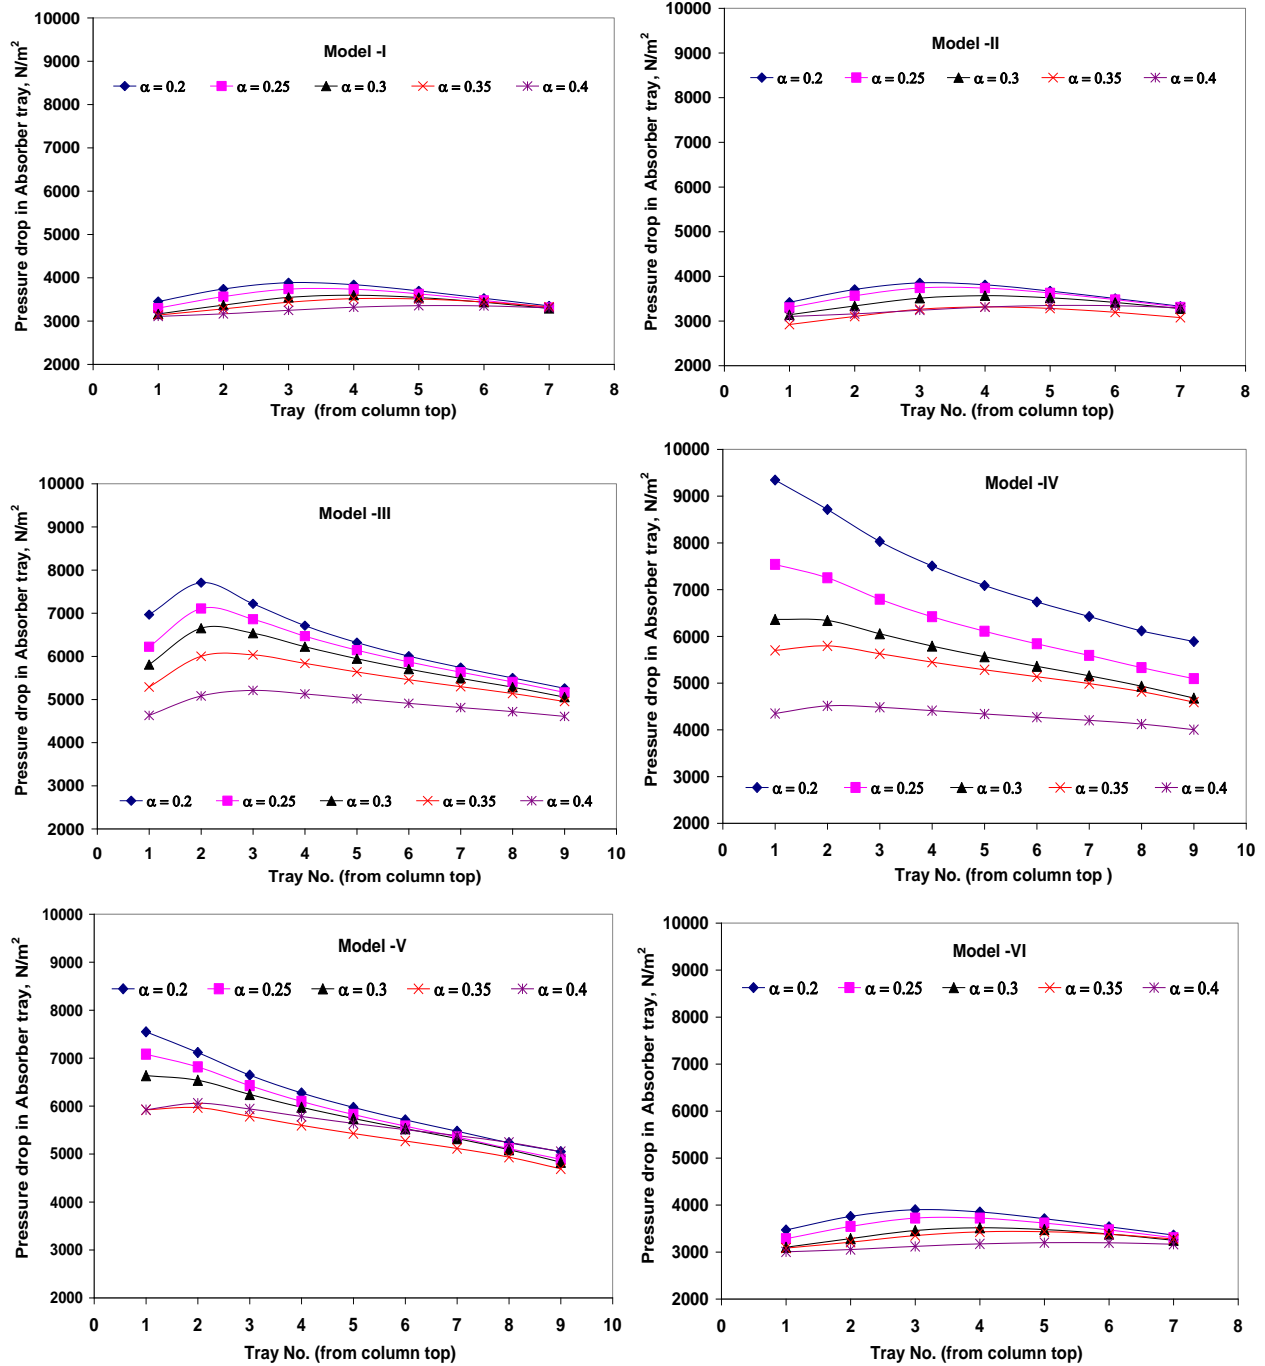 Model -I
Pressure drop in Absorber tray, N/m²
α = 0.2 α = 0.25 α = 0.3 α = 0.35 α = 0.4
10000
9000
8000
7000
6000
5000
4000
3000
2000
0 1 2 3 4 5 6 7 8
Tray (from column top)
Model -II
Pressure drop in Absorber tray, N/m²
α = 0.2 α = 0.25 α = 0.3 α = 0.35 α = 0.4
10000
9000
8000
7000
6000
5000
4000
3000
2000
0 1 2 3 4 5 6 7 8
Tray No. (from column top)
Model -III
Pressure drop in Absorber tray, N/m²
10000
9000
8000
7000
6000
5000
4000
3000
2000
α = 0.2 α = 0.25 α = 0.3 α = 0.35 α = 0.4
0 1 2 3 4 5 6 7 8 9 10
Tray No. (from column top)
Model -IV
Pressure drop in Absorber tray, N/m²
10000
9000
8000
7000
6000
5000
4000
3000
2000
α = 0.2 α = 0.25 α = 0.3 α = 0.35 α = 0.4
0 1 2 3 4 5 6 7 8 9 10
Tray No. (from column top )
Model -V
Pressure drop in Absorber tray, N/m²
α = 0.2 α = 0.25 α = 0.3 α = 0.35 α = 0.4
10000
9000
8000
7000
6000
5000
4000
3000
2000
0 1 2 3 4 5 6 7 8 9 10
Tray No. (from column top)
Model -VI
Pressure drop in Absorber tray, N/m²
α = 0.2 α = 0.25 α = 0.3 α = 0.35 α = 0.4
10000
9000
8000
7000
6000
5000
4000
3000
2000
0 1 2 3 4 5 6 7 8
Tray No. (from column top)